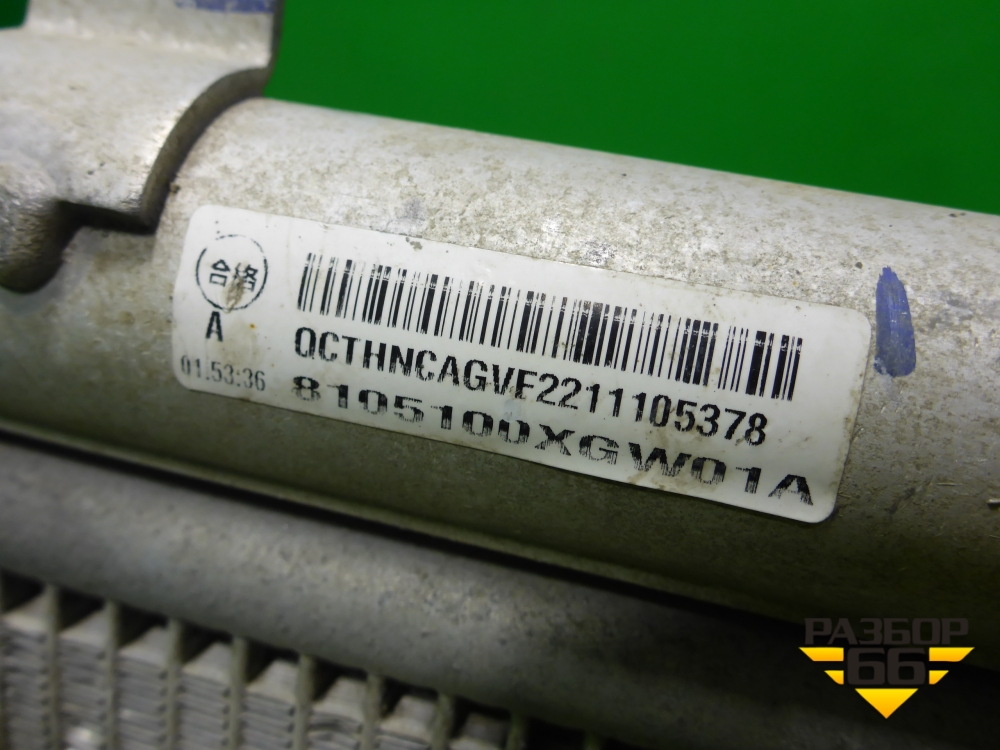 合格
A
01.53:36
QCTHNCAGVF2211105378
8105100XGW01A
РАЗБОР
66